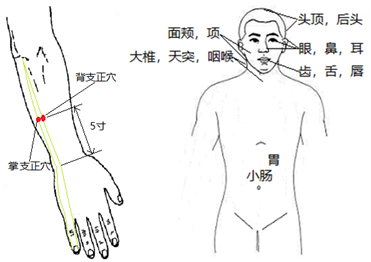 背支正穴
5寸
掌支正穴
头顶，后头
面颊，项
大椎，天突，咽喉
眼，鼻，耳
齿，舌，唇
胃
小肠